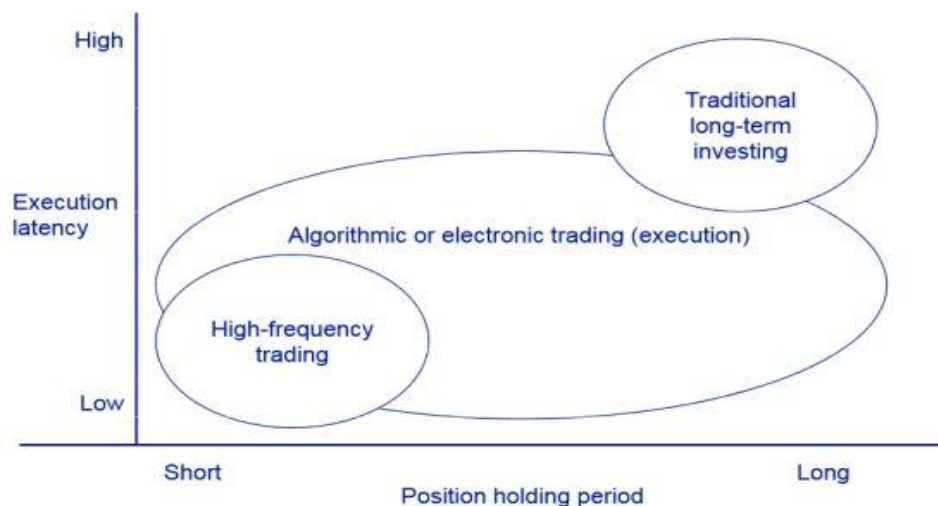 High
Traditional
long-term
investing
Execution
latency
Algorithmic or electronic trading (execution)
High-frequency
trading
Low
Short
Long
Position holding period